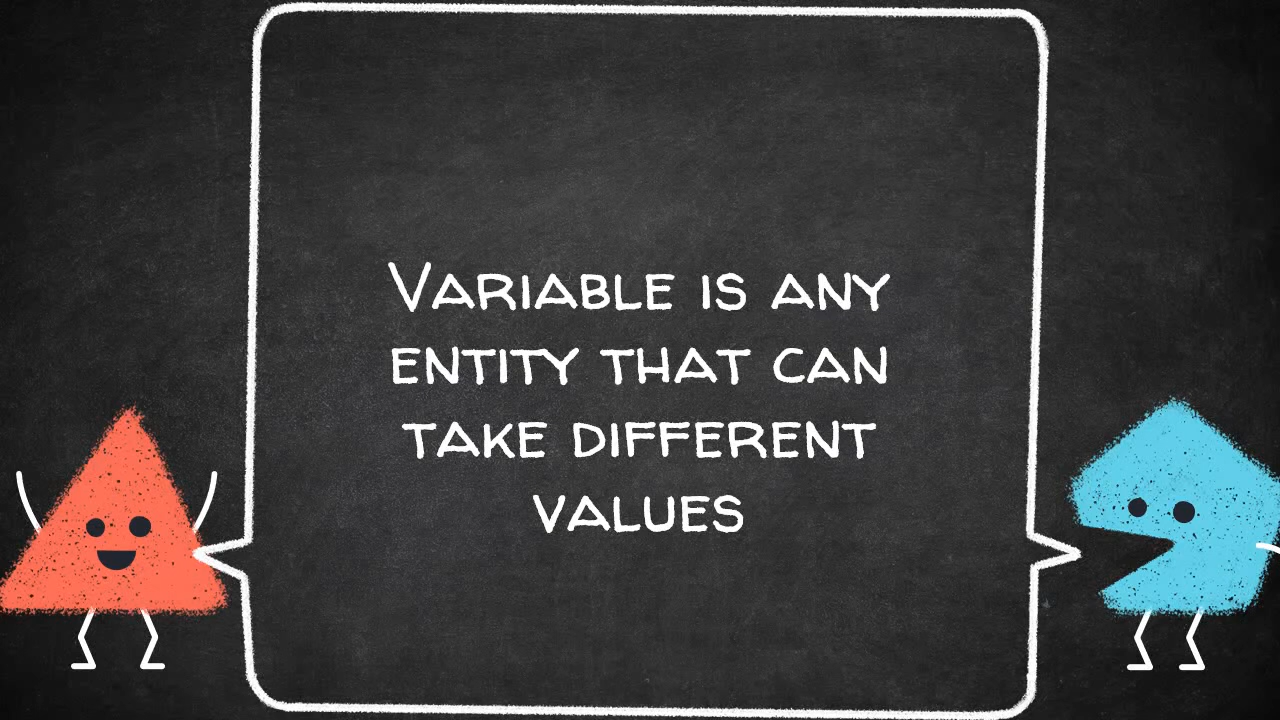 Variable is any
entity that can
take different
values